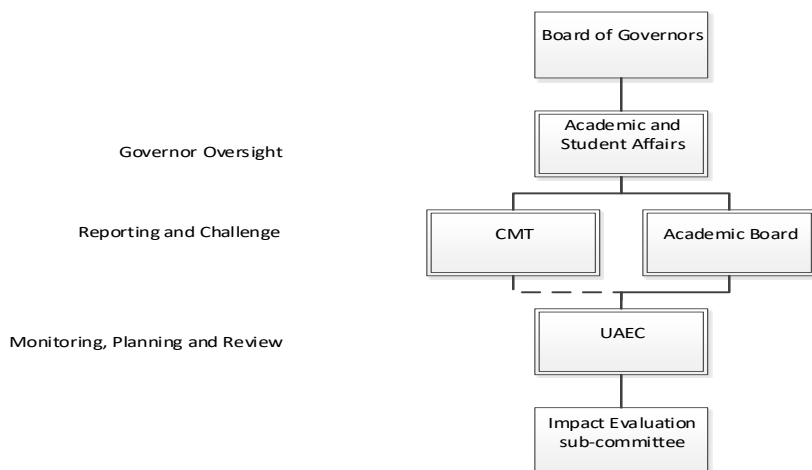 Board of Governors
Academic and
Student Affairs
Governor Oversight
Reporting and Challenge
CMT
Academic Board
Monitoring, Planning and Review
UAEC
Impact Evaluation
sub-committee